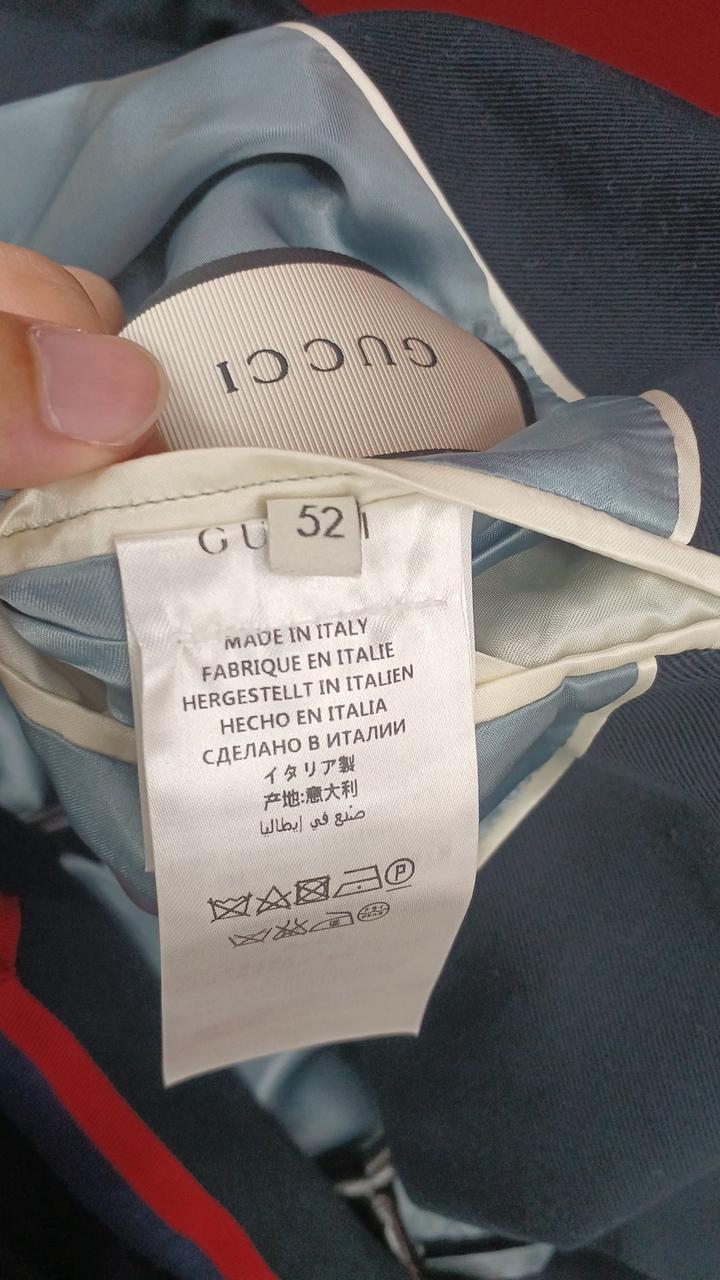 GUCCI
52
GU I
MADE IN ITALY
FABRIQUE EN ITALIE
HERGESTELLT IN ITALIEN
HECHO EN ITALIA
СДЕЛАНО В ИТАЛИИ
イタリア製
产地:意大利
صنع في إيطاليا
P